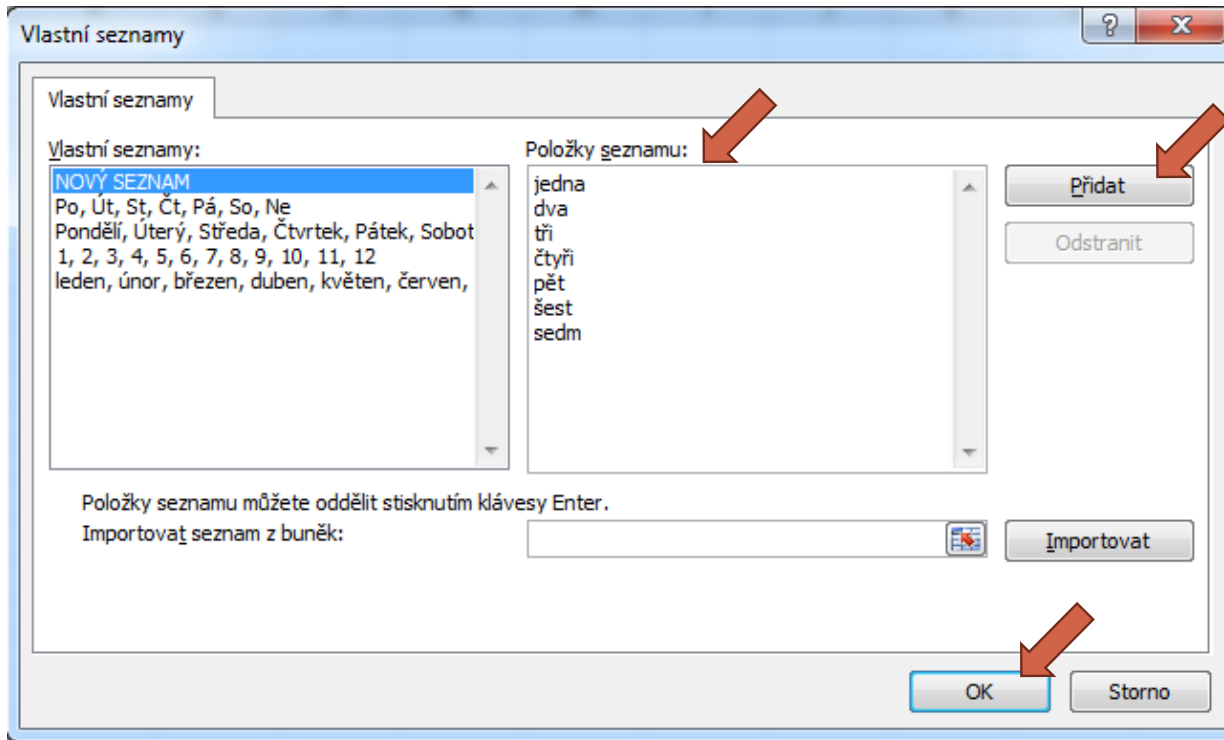 Vlastní seznamy
Vlastní seznamy
Vlastní seznamy:
NOVÝ SEZNAM
Po, Út, St, Čt, Pá, So, Ne
Pondělí, Úterý, Středa, Čtvrtek, Pátek, Sobot
1, 2, 3, 4, 5, 6, 7, 8, 9, 10, 11, 12
leden, únor, březen, duben, květen, červen,
Položky seznamu:
jedna
dva
tři
čtyři
pět
šest
sedm
Přidat
Odstranit
Položky seznamu můžete oddělit stisknutím klávesy Enter.
Importovat seznam z buněk:
Importovat
OK
Storno